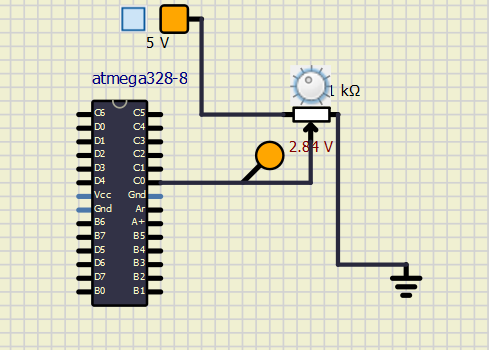 5 V
atmega328-8
1 kΩ
2.84 V
C6 C5
D0 C4
D1 C3
D2 C2
D3 C1
D4 C0
Vcc Gnd
Gnd Ar
B6 A+
B7 B5
D5 B4
D6 B3
D7 B2
B0 B1